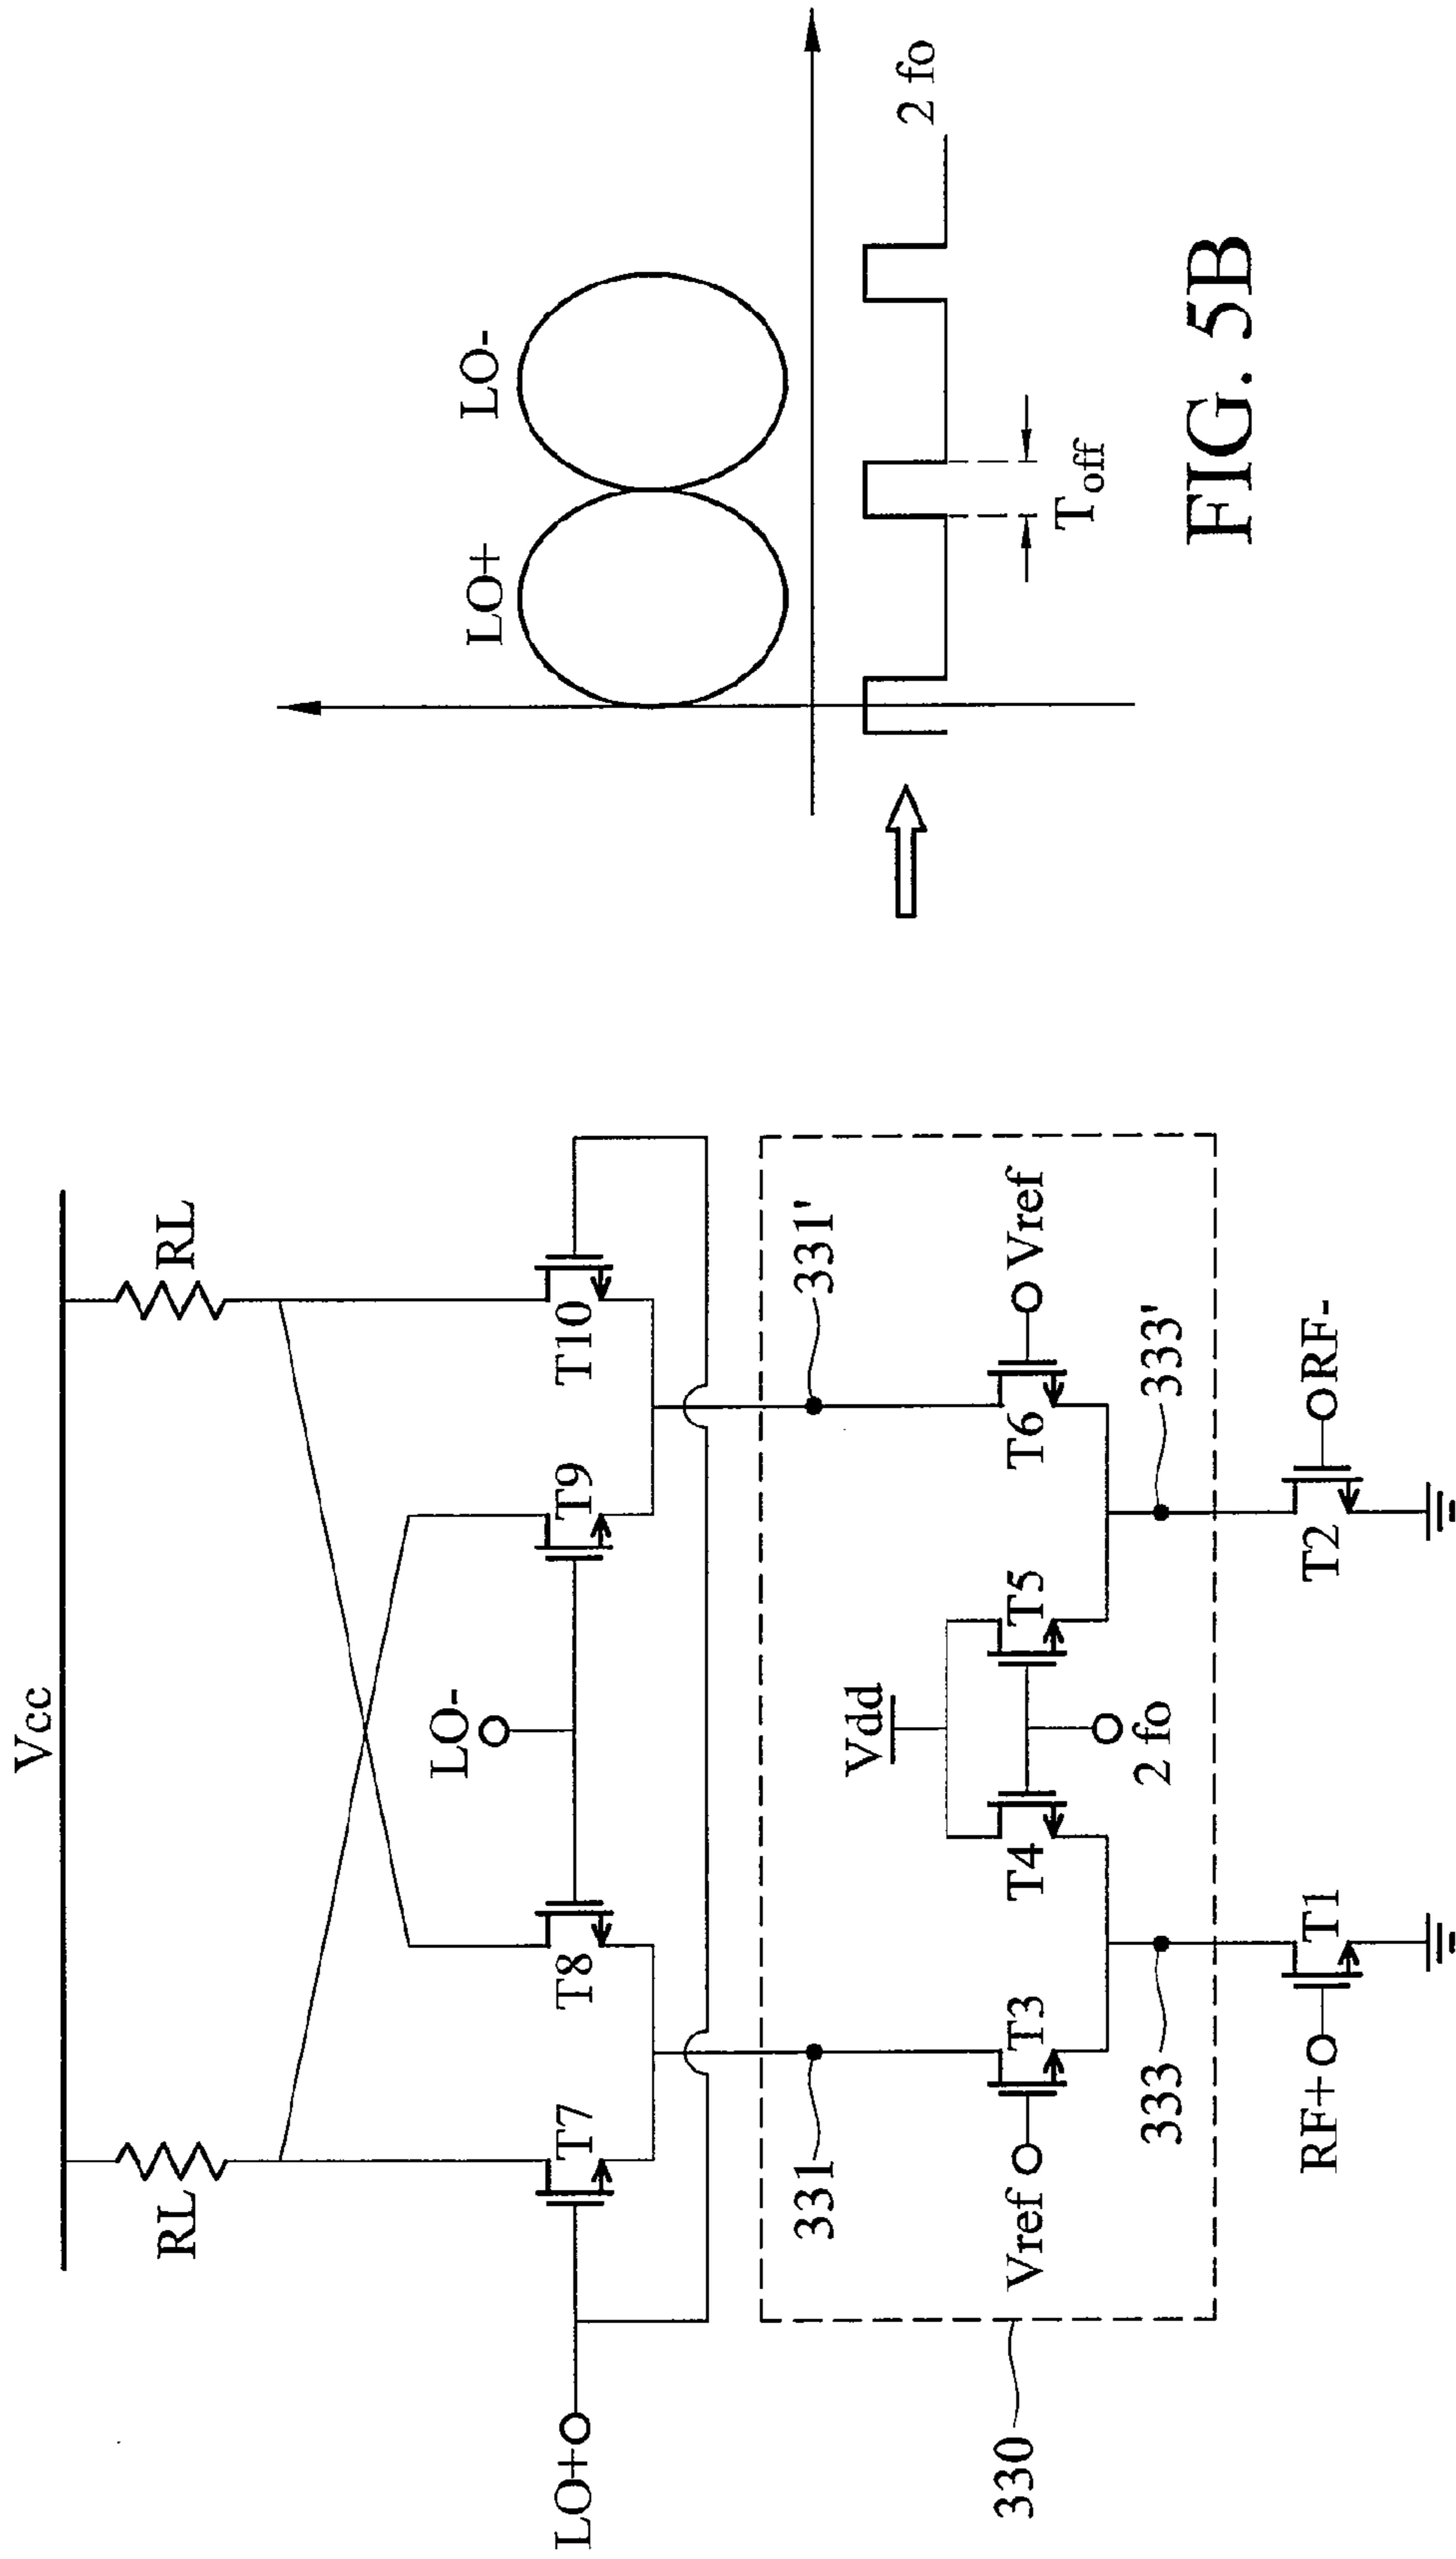 Vcc
RL
RL
LO-
LO+
T7
T8
T9
T10
331
331'
Vdd
Vref
T3
T4
T5
T6
Vref
330
2 fo
333
333'
RF+
T1
T2
RF-
LO+
LO-
2 fo
Toff
FIG. 5B